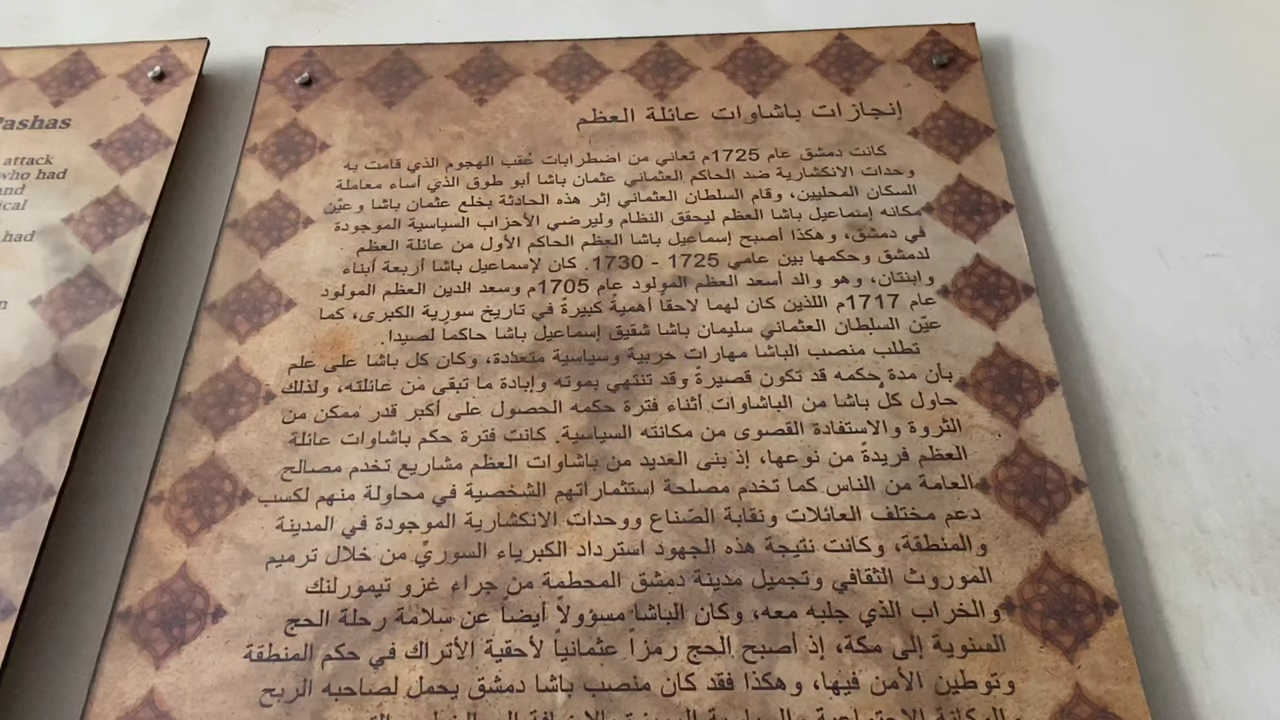 Pashas
attack
who had
and
ical
had
n
إنجازات باشاوات عائلة العظم
كانت دمشق عام 1725م تعاني من اضطرابات عُقب الهجوم الذي قامت به
وحدات الانكشارية ضد الحاكم العثماني عثمان باشا أبو طوق الذي أساء معاملة
السكان المحليين، وقام السلطان العثماني إثر هذه الحادثة بخلع عثمان باشا وعيّن
مكانه إسماعيل باشا العظم ليحقق النظام وليرضي الأحزاب السياسية الموجودة
في دمشق، وهكذا أصبح إسماعيل باشا العظم الحاكم الأول من عائلة العظم
لدمشق وحكمها بين عامي 1725 - 1730. كان لإسماعيل باشا أربعة أبناء
وابنتان، وهو والد أسعد العظم المولود عام 1705م وسعد الدين العظم المولود
عام 1717م اللذين كان لهما لاحقا أهميةً كبيرةً في تاريخ سورية الكبرى، كما
عيّن السلطان العثماني سليمان باشا شقيق إسماعيل باشا حاكما لصيدا.
تطلب منصب الباشا مهارات حربية وسياسية متعددة، وكان كل باشا على علم
بأن مدة حكمه قد تكون قصيرةً وقد تنتهي بموته وإبادة ما تبقى من عائلته، ولذلك
حاول كلّ باشا من الباشاوات أثناء فترة حكمه الحصول على أكبر قدر ممكن من
الثروة والاستفادة القصوى من مكانته السياسية. كانت فترة حكم باشاوات عائلة
العظم فريدةً من نوعها، إذ بنى العديد من باشاوات العظم مشاريع تخدم مصالح
العامة من الناس كما تخدم مصلحة استثماراتهم الشخصية في محاولة منهم لكسب
دعم مختلف العائلات ونقابة الصّناع ووحدات الانكشارية الموجودة في المدينة
والمنطقة، وكانت نتيجة هذه الجهود استرداد الكبرياء السوريّ من خلال ترميم
الموروث الثقافي وتجميل مدينة دمشق المحطمة من جراء غزو تيمورلنك
والخراب الذي جلبه معه، وكان الباشا مسؤولاً أيضاً عن سلامة رحلة الحج
السنوية إلى مكة، إذ أصبح الحج رمزاً عثمانياً لأحقية الأتراك في حكم المنطقة
وتوطين الأمن فيها، وهكذا فقد كان منصب باشا دمشق يحمل لصاحبه الربح